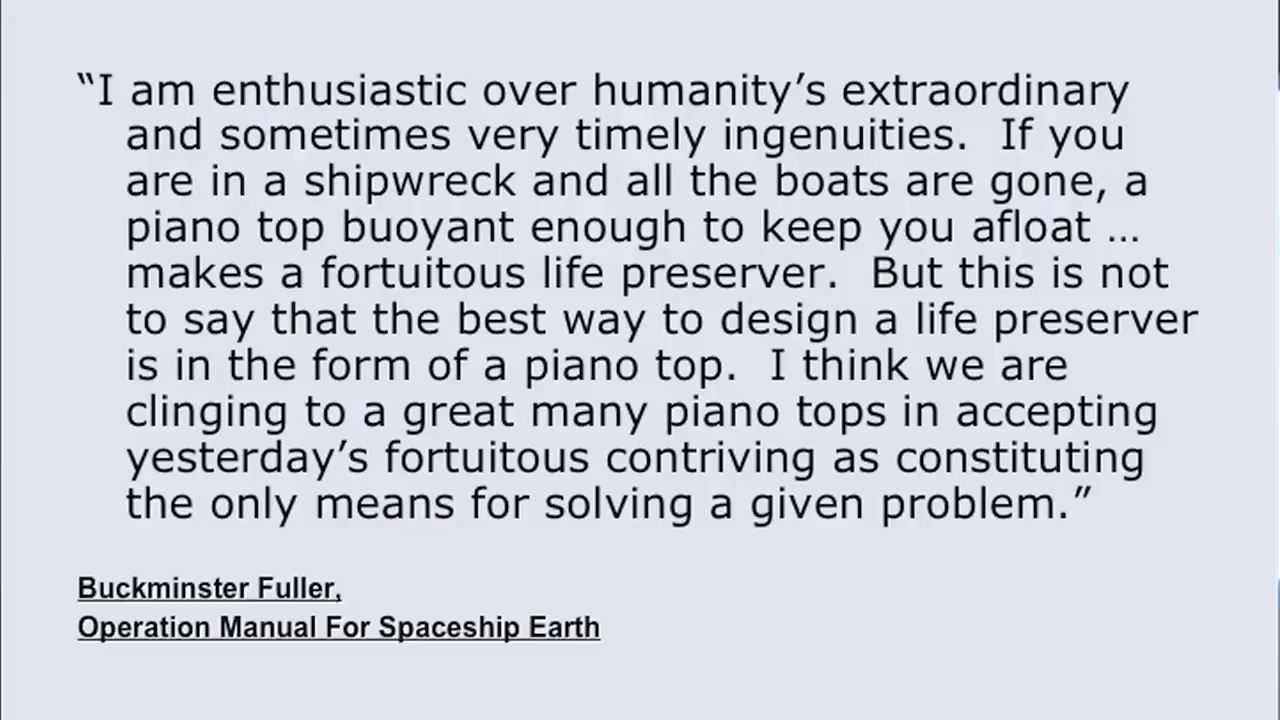 “I am enthusiastic over humanity’s extraordinary
and sometimes very timely ingenuities.  If you
are in a shipwreck and all the boats are gone, a
piano top buoyant enough to keep you afloat …
makes a fortuitous life preserver.  But this is not
to say that the best way to design a life preserver
is in the form of a piano top.  I think we are
clinging to a great many piano tops in accepting
yesterday’s fortuitous contriving as constituting
the only means for solving a given problem.”
Buckminster Fuller,
Operation Manual For Spaceship Earth